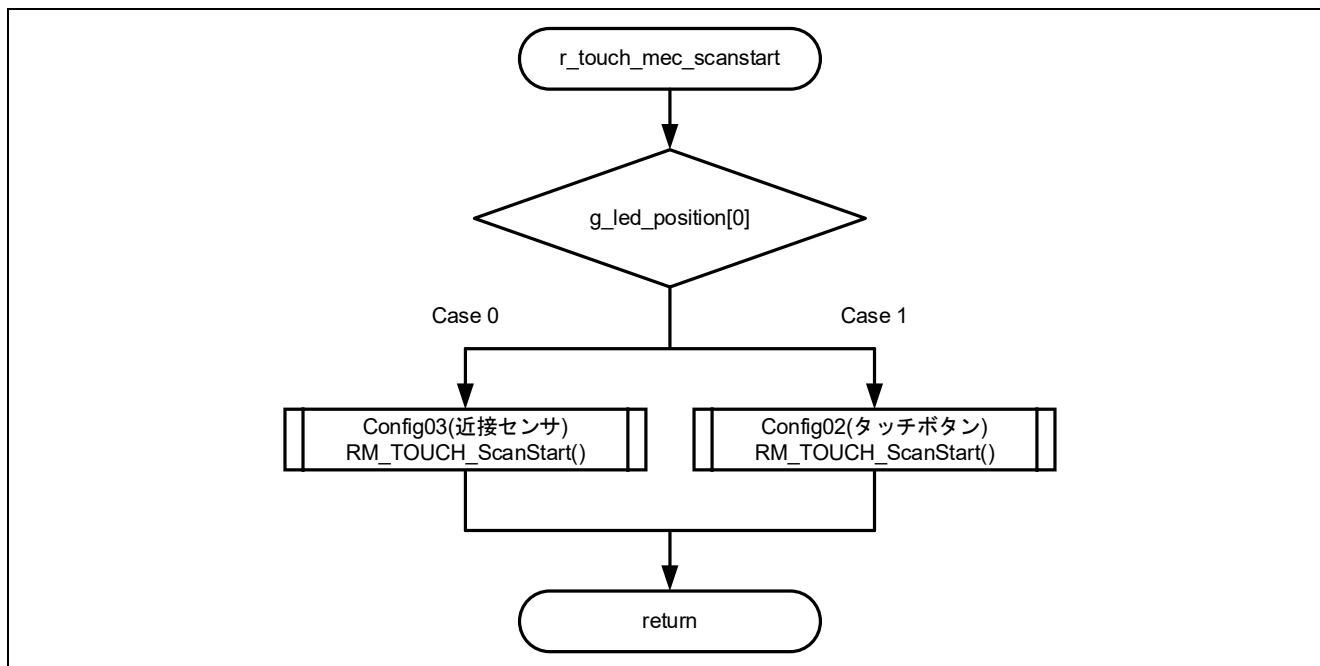 r_touch_mec_scanstart
g_led_position[0]
Case 0
Case 1
Config03(近接センサ)
RM_TOUCH_ScanStart()
Config02(タッチボタン)
RM_TOUCH_ScanStart()
return